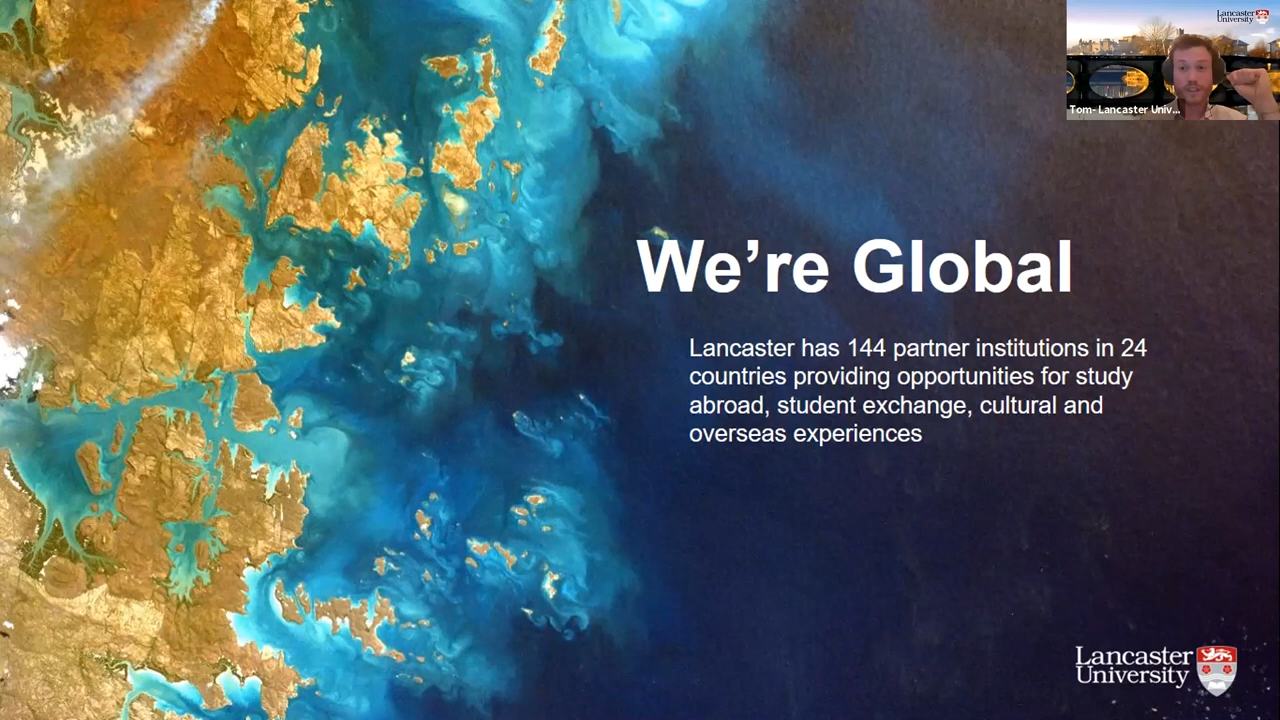 Lancaster
University
Tom- Lancaster Univ...
We're Global
Lancaster has 144 partner institutions in 24
countries providing opportunities for study
abroad, student exchange, cultural and
overseas experiences
Lancaster
University